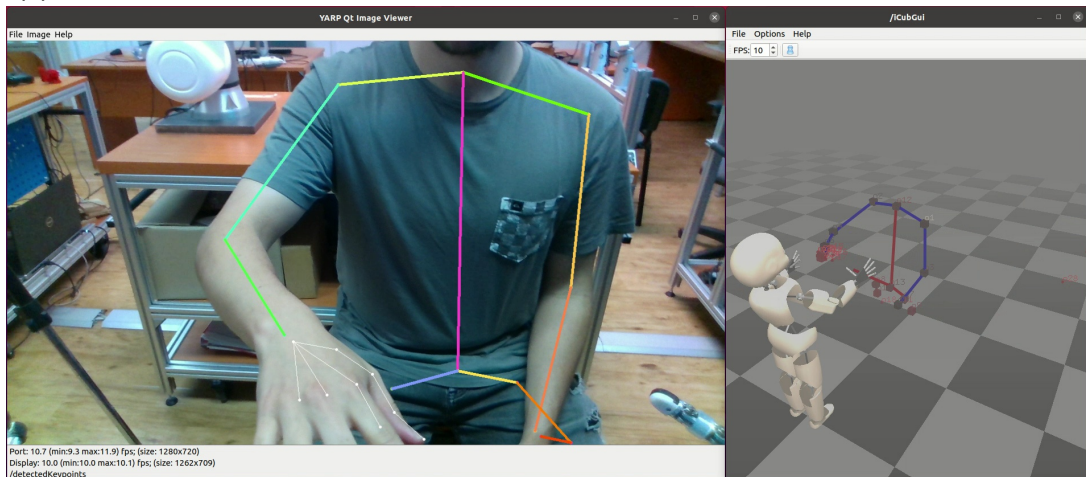 YARP Qt Image Viewer
File Image Help
Port: 10.7 (min:9.3 max:11.9) fps; (size: 1280x720)
Display: 10.0 (min:10.0 max:10.1) fps; (size: 1262x709)
/detectedKeypoints
/iCubGui
File Options Help
FPS: 10